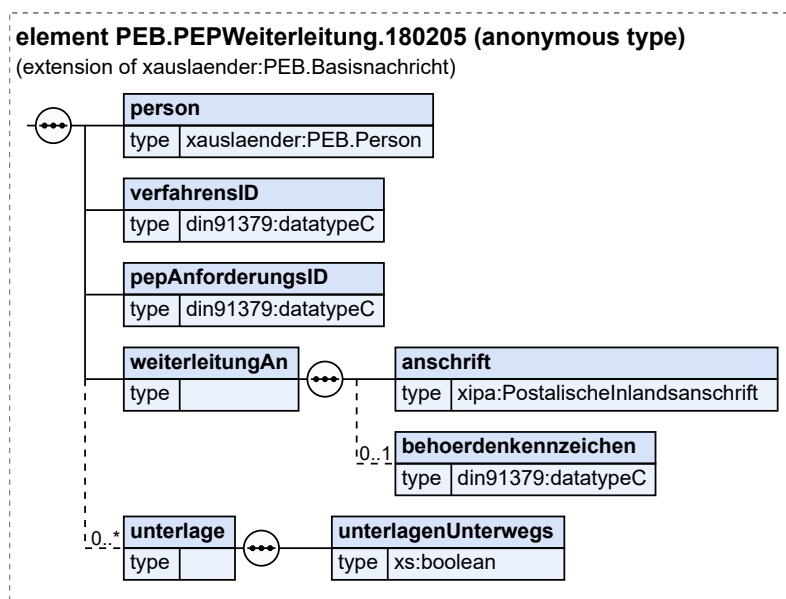 element PEB.PEPWeiterleitung.180205 (anonymous type)
(extension of xauslaender:PEB.Basisnachricht)
person
type xauslaender:PEB.Person
verfahrensID
type din91379:datatypeC
pepAnforderungsID
type din91379:datatypeC
weiterleitungAn
type
anschrift
type xipa:PostalischeInlandsanschrift
0..1 behoerdenkennzeichen
type din91379:datatypeC
0..* unterlage
type
unterlagenUnterwegs
type xs:boolean